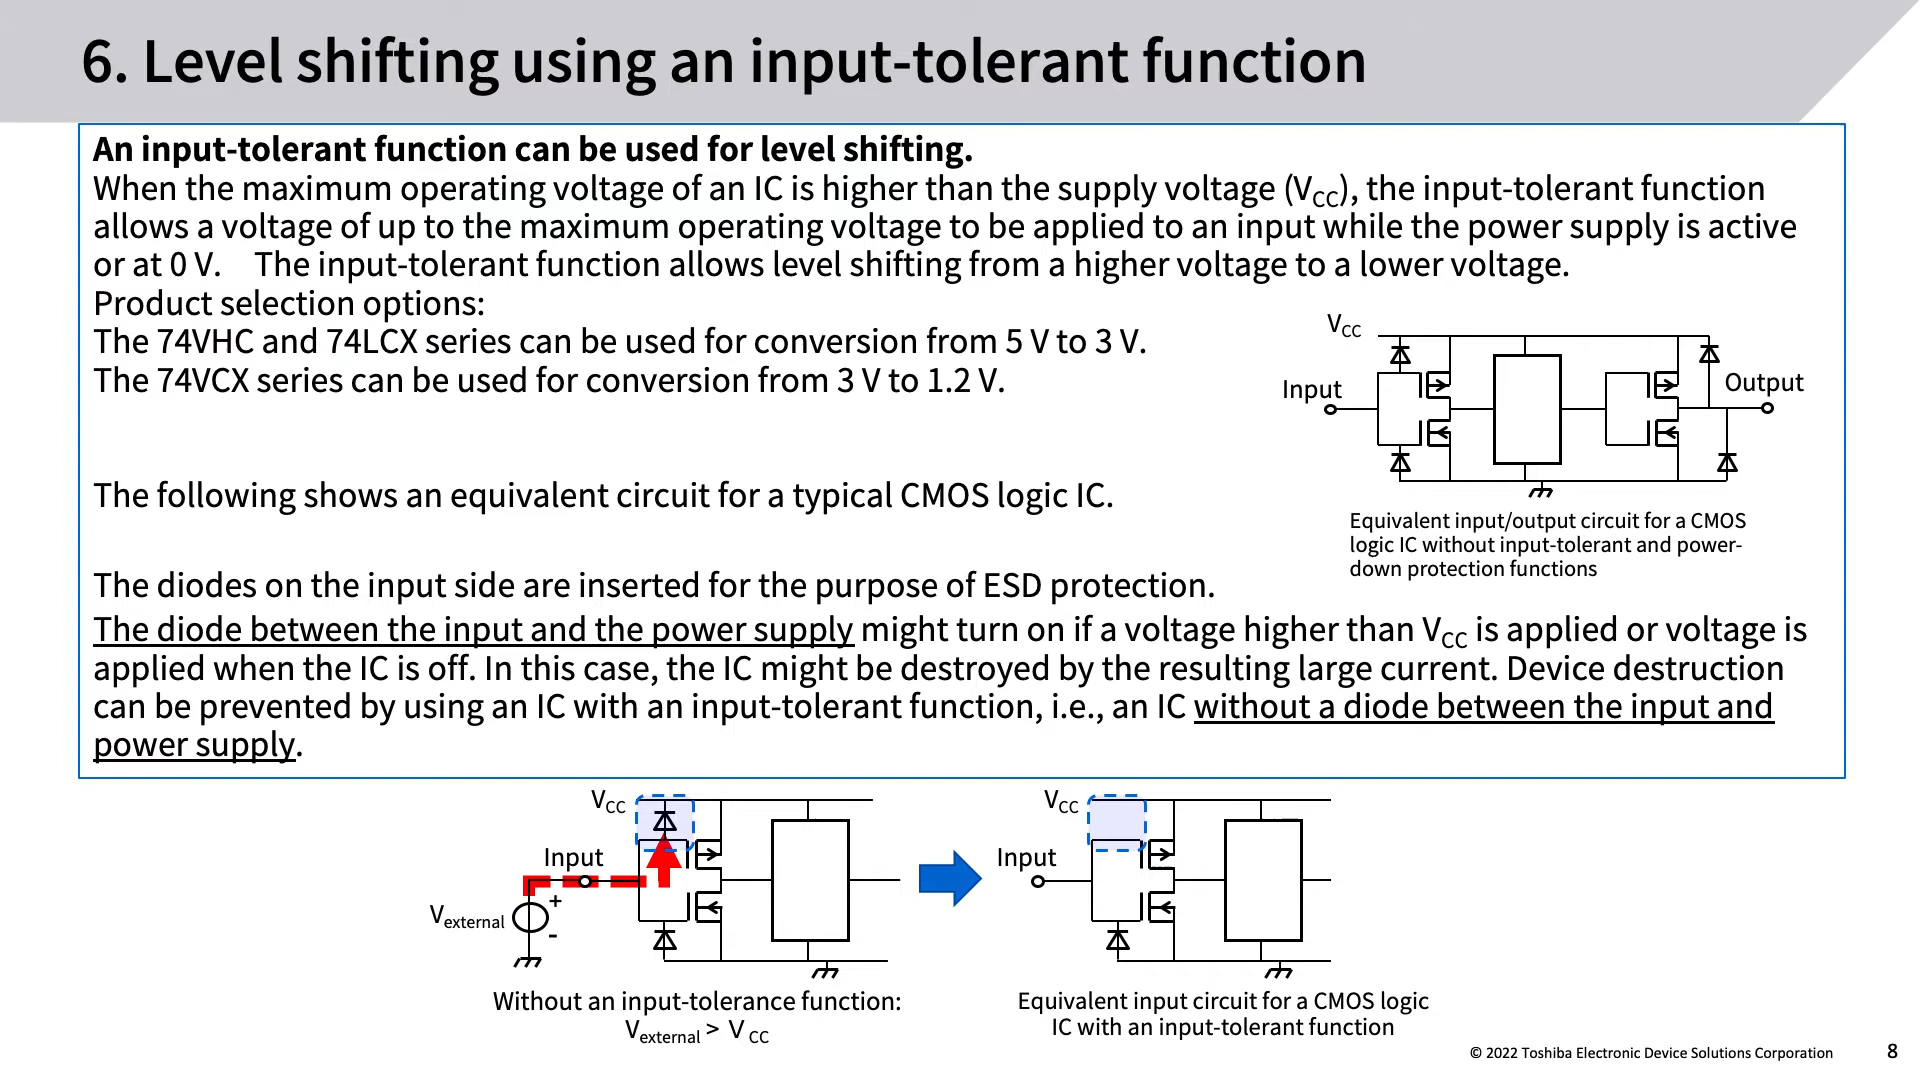 6. Level shifting using an input-tolerant function
An input-tolerant function can be used for level shifting.
When the maximum operating voltage of an IC is higher than the supply voltage (VCC), the input-tolerant function
allows a voltage of up to the maximum operating voltage to be applied to an input while the power supply is active
or at 0 V. The input-tolerant function allows level shifting from a higher voltage to a lower voltage.
Product selection options:
The 74VHC and 74LCX series can be used for conversion from 5 V to 3 V.
The 74VCX series can be used for conversion from 3 V to 1.2 V.
VCC
Input
Output
The following shows an equivalent circuit for a typical CMOS logic IC.
Equivalent input/output circuit for a CMOS
logic IC without input-tolerant and power-
down protection functions
The diodes on the input side are inserted for the purpose of ESD protection.
The diode between the input and the power supply might turn on if a voltage higher than VCC is applied or voltage is
applied when the IC is off. In this case, the IC might be destroyed by the resulting large current. Device destruction
can be prevented by using an IC with an input-tolerant function, i.e., an IC without a diode between the input and
power supply.
VCC
Input
Vexternal
+
-
Without an input-tolerance function:
Vexternal > VCC
VCC
Input
Equivalent input circuit for a CMOS logic
IC with an input-tolerant function
© 2022 Toshiba Electronic Device Solutions Corporation
8